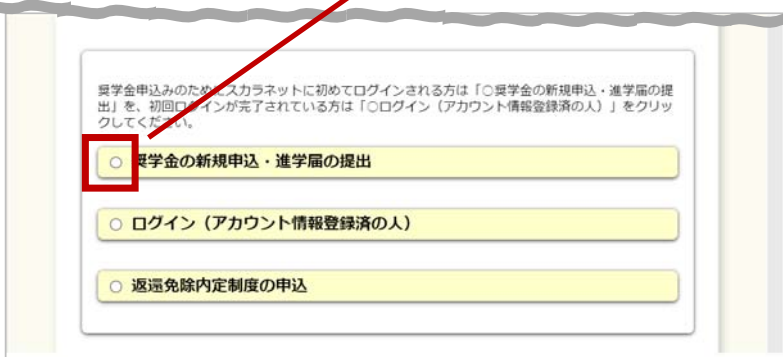 奨学金申込みのためにスカラネットに初めてログインされる方は「○奨学金の新規申込・進学届の提
出」を、初回ログインが完了されている方は「○ログイン（アカウント情報登録済の人）」をクリッ
クしてください。
奨学金の新規申込・進学届の提出
ログイン（アカウント情報登録済の人）
返還免除内定制度の申込